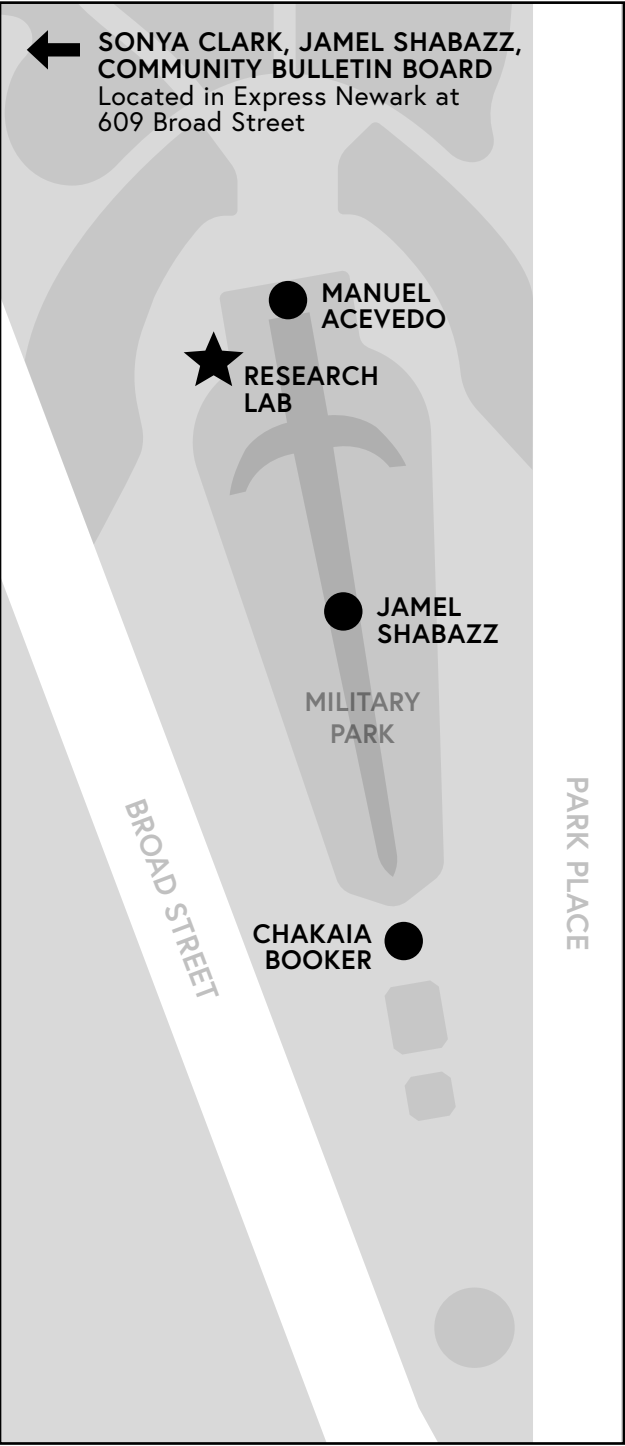 SONYA CLARK, JAMEL SHABAZZ,
COMMUNITY BULLETIN BOARD
Located in Express Newark at
609 Broad Street
MANUEL
ACEVEDO
RESEARCH
LAB
JAMEL
SHABAZZ
MILITARY
PARK
PARK PLACE
BROAD STREET
CHAKAIA
BOOKER